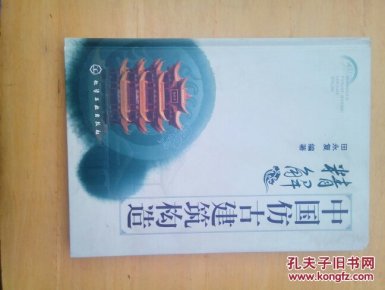 中国仿古建筑构造
精解
田永复 编著
化学工业出版社
孔夫子旧书网